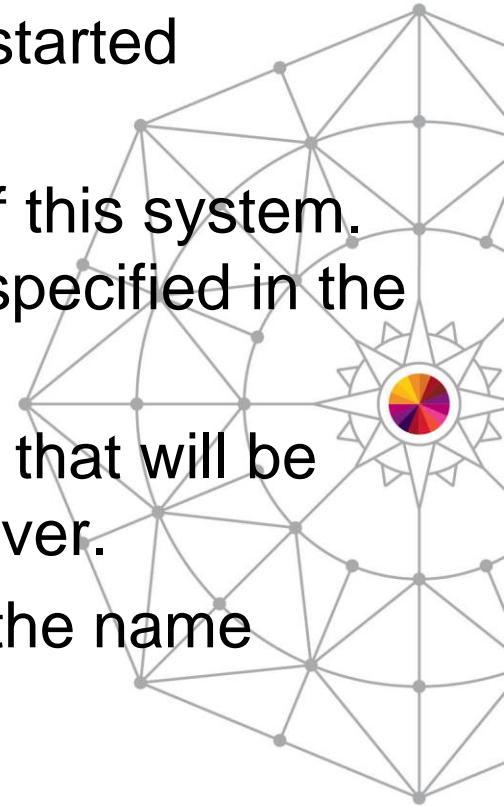 started
f this system.
specified in the
that will be
ver.
the name